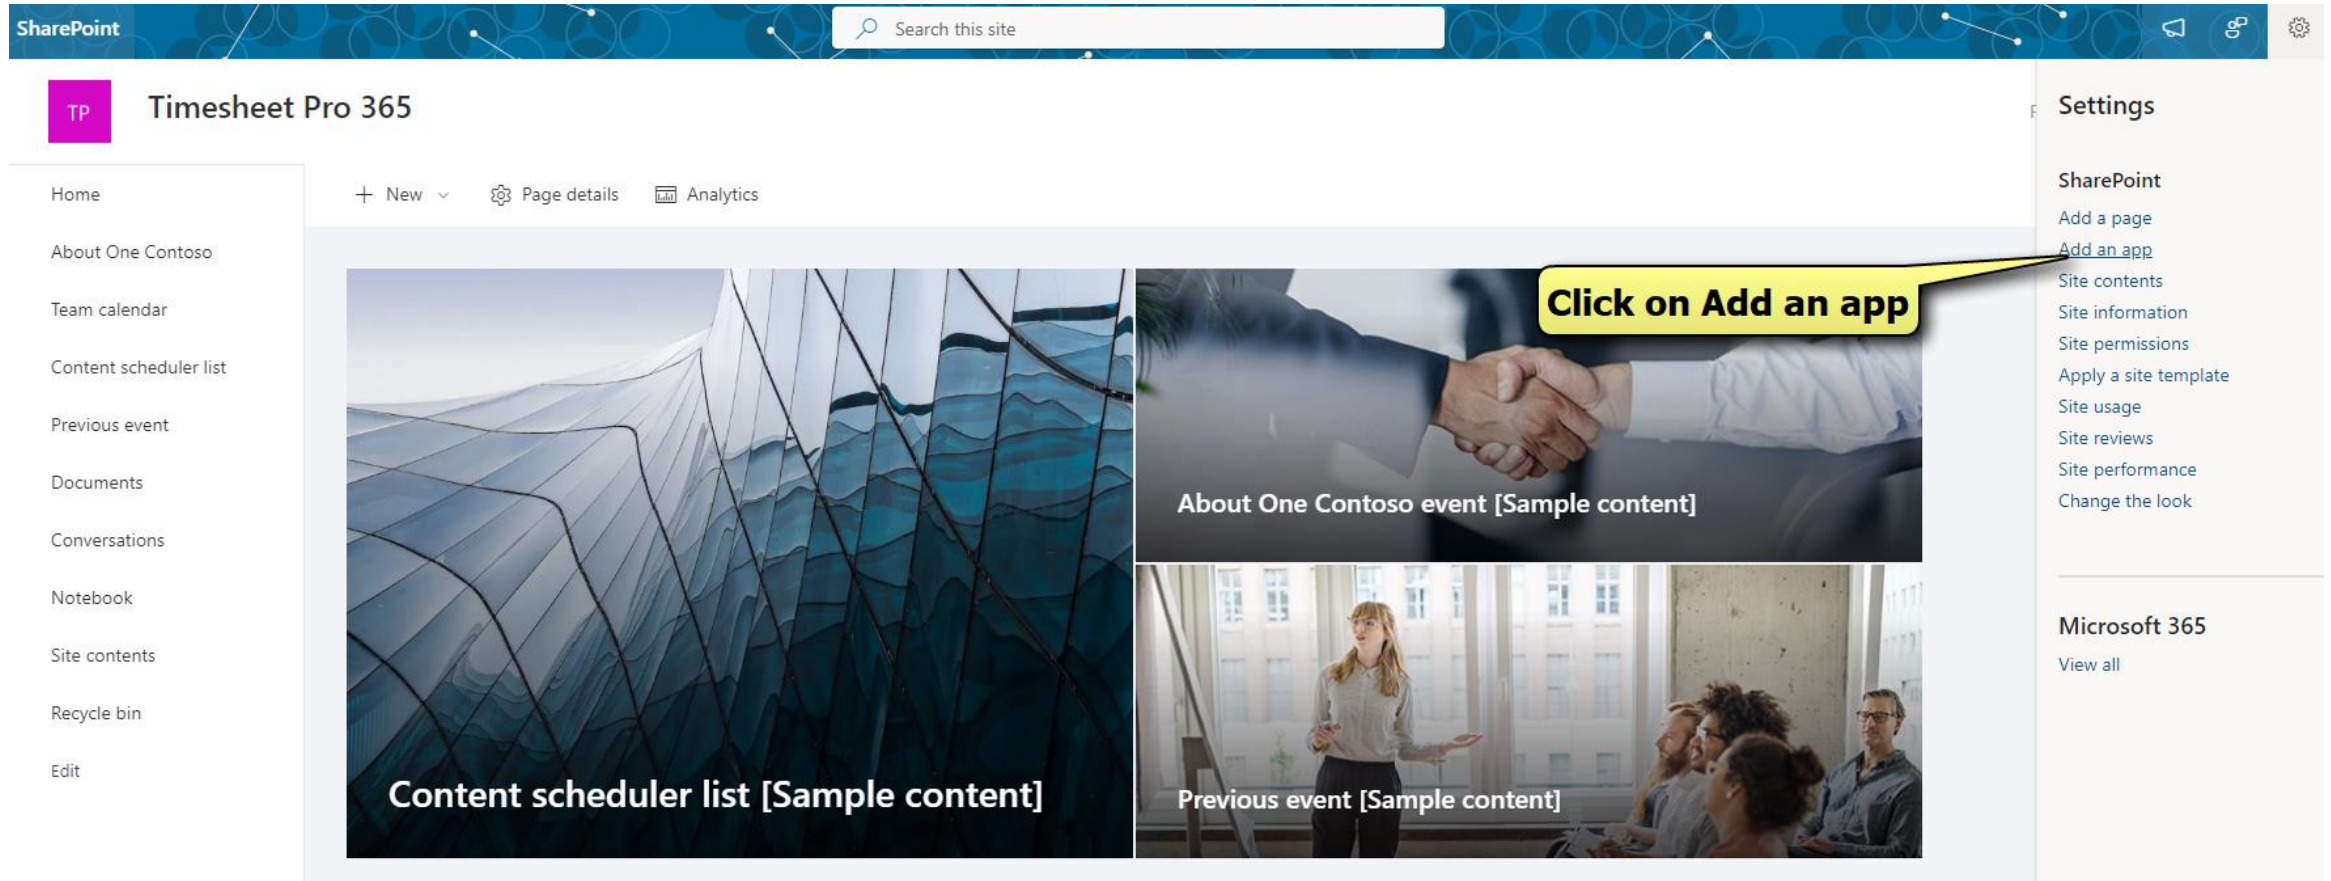 SharePoint
Search this site
TP
Timesheet Pro 365
Home
About One Contoso
Team calendar
Content scheduler list
Previous event
Documents
Conversations
Notebook
Site contents
Recycle bin
Edit
New
Page details
Analytics
Content scheduler list [Sample content]
About One Contoso event [Sample content]
Previous event [Sample content]
Click on Add an app
Settings
SharePoint
Add a page
Add an app
Site contents
Site information
Site permissions
Apply a site template
Site usage
Site reviews
Site performance
Change the look
Microsoft 365
View all